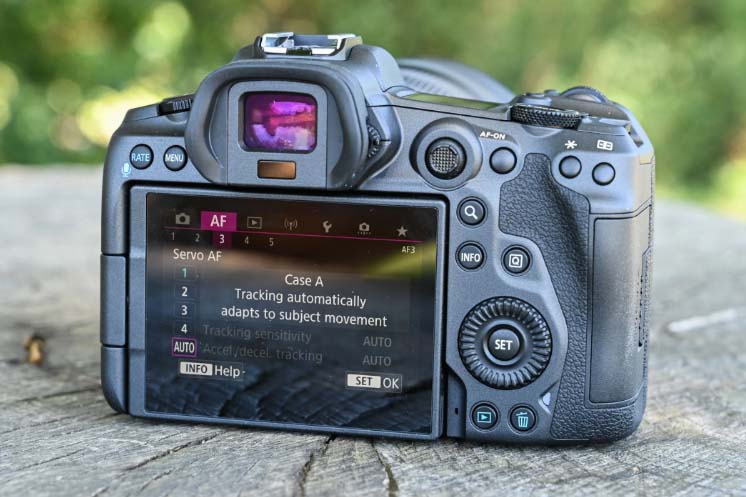 AF-ON
RATE
MENU
AF
1 2 3 4 5
AF3
Servo AF
1
Case A
2
Tracking automatically
3
adapts to subject movement
4
Tracking sensitivity
AUTO
AUTO
Accel./decel. tracking
AUTO
INFO Help
SET OK
INFO
Q
SET